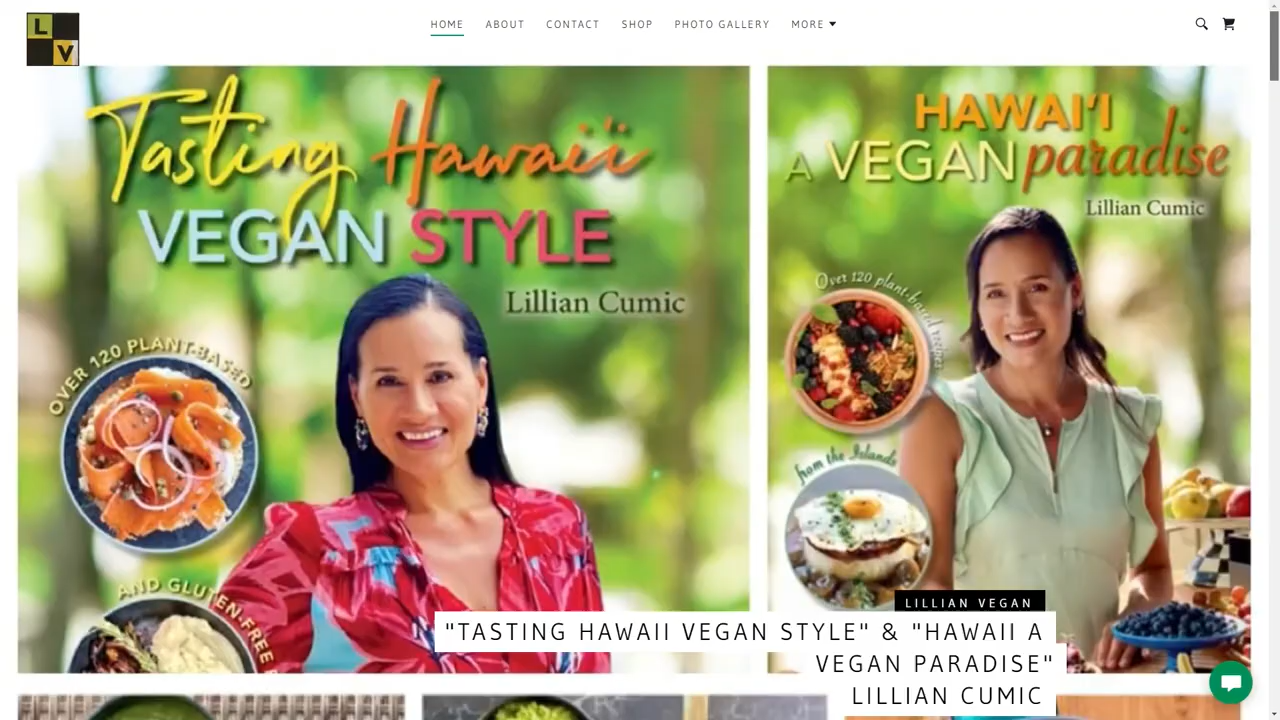 L
V
HOME ABOUT CONTACT SHOP PHOTO GALLERY MORE
Tasting Hawai'i
VEGAN STYLE
Lillian Cumic
OVER 120 PLANT-BASED
AND GLUTEN-FREE
HAWAI'I
A VEGAN paradise
Lillian Cumic
Over 120 plant-based recipes
from the Islands
LILLIAN VEGAN
"TASTING HAWAII VEGAN STYLE" & "HAWAII A
VEGAN PARADISE"
LILLIAN CUMIC